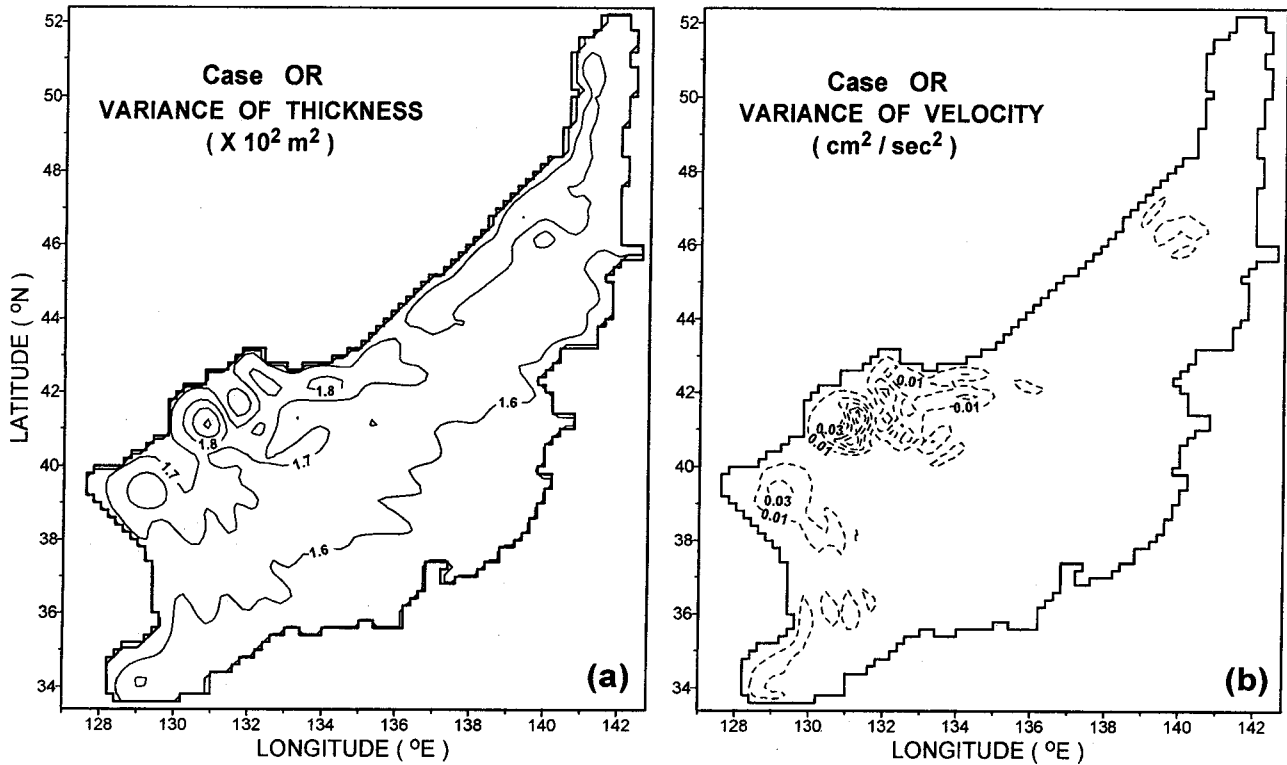 Case OR
VARIANCE OF THICKNESS
( X 10² m² )
52
50
48
46
44
42
40
38
36
34
LATITUDE ( °N )
1.8
1.6
1.8
1.7
1.7
1.6
(a)
128 130 132 134 136 138 140 142
LONGITUDE ( °E )
Case OR
VARIANCE OF VELOCITY
( cm² / sec² )
52
50
48
46
44
42
40
38
36
34
0.01
0.01
0.03
0.01
0.03
0.01
(b)
128 130 132 134 136 138 140 142
LONGITUDE ( °E )